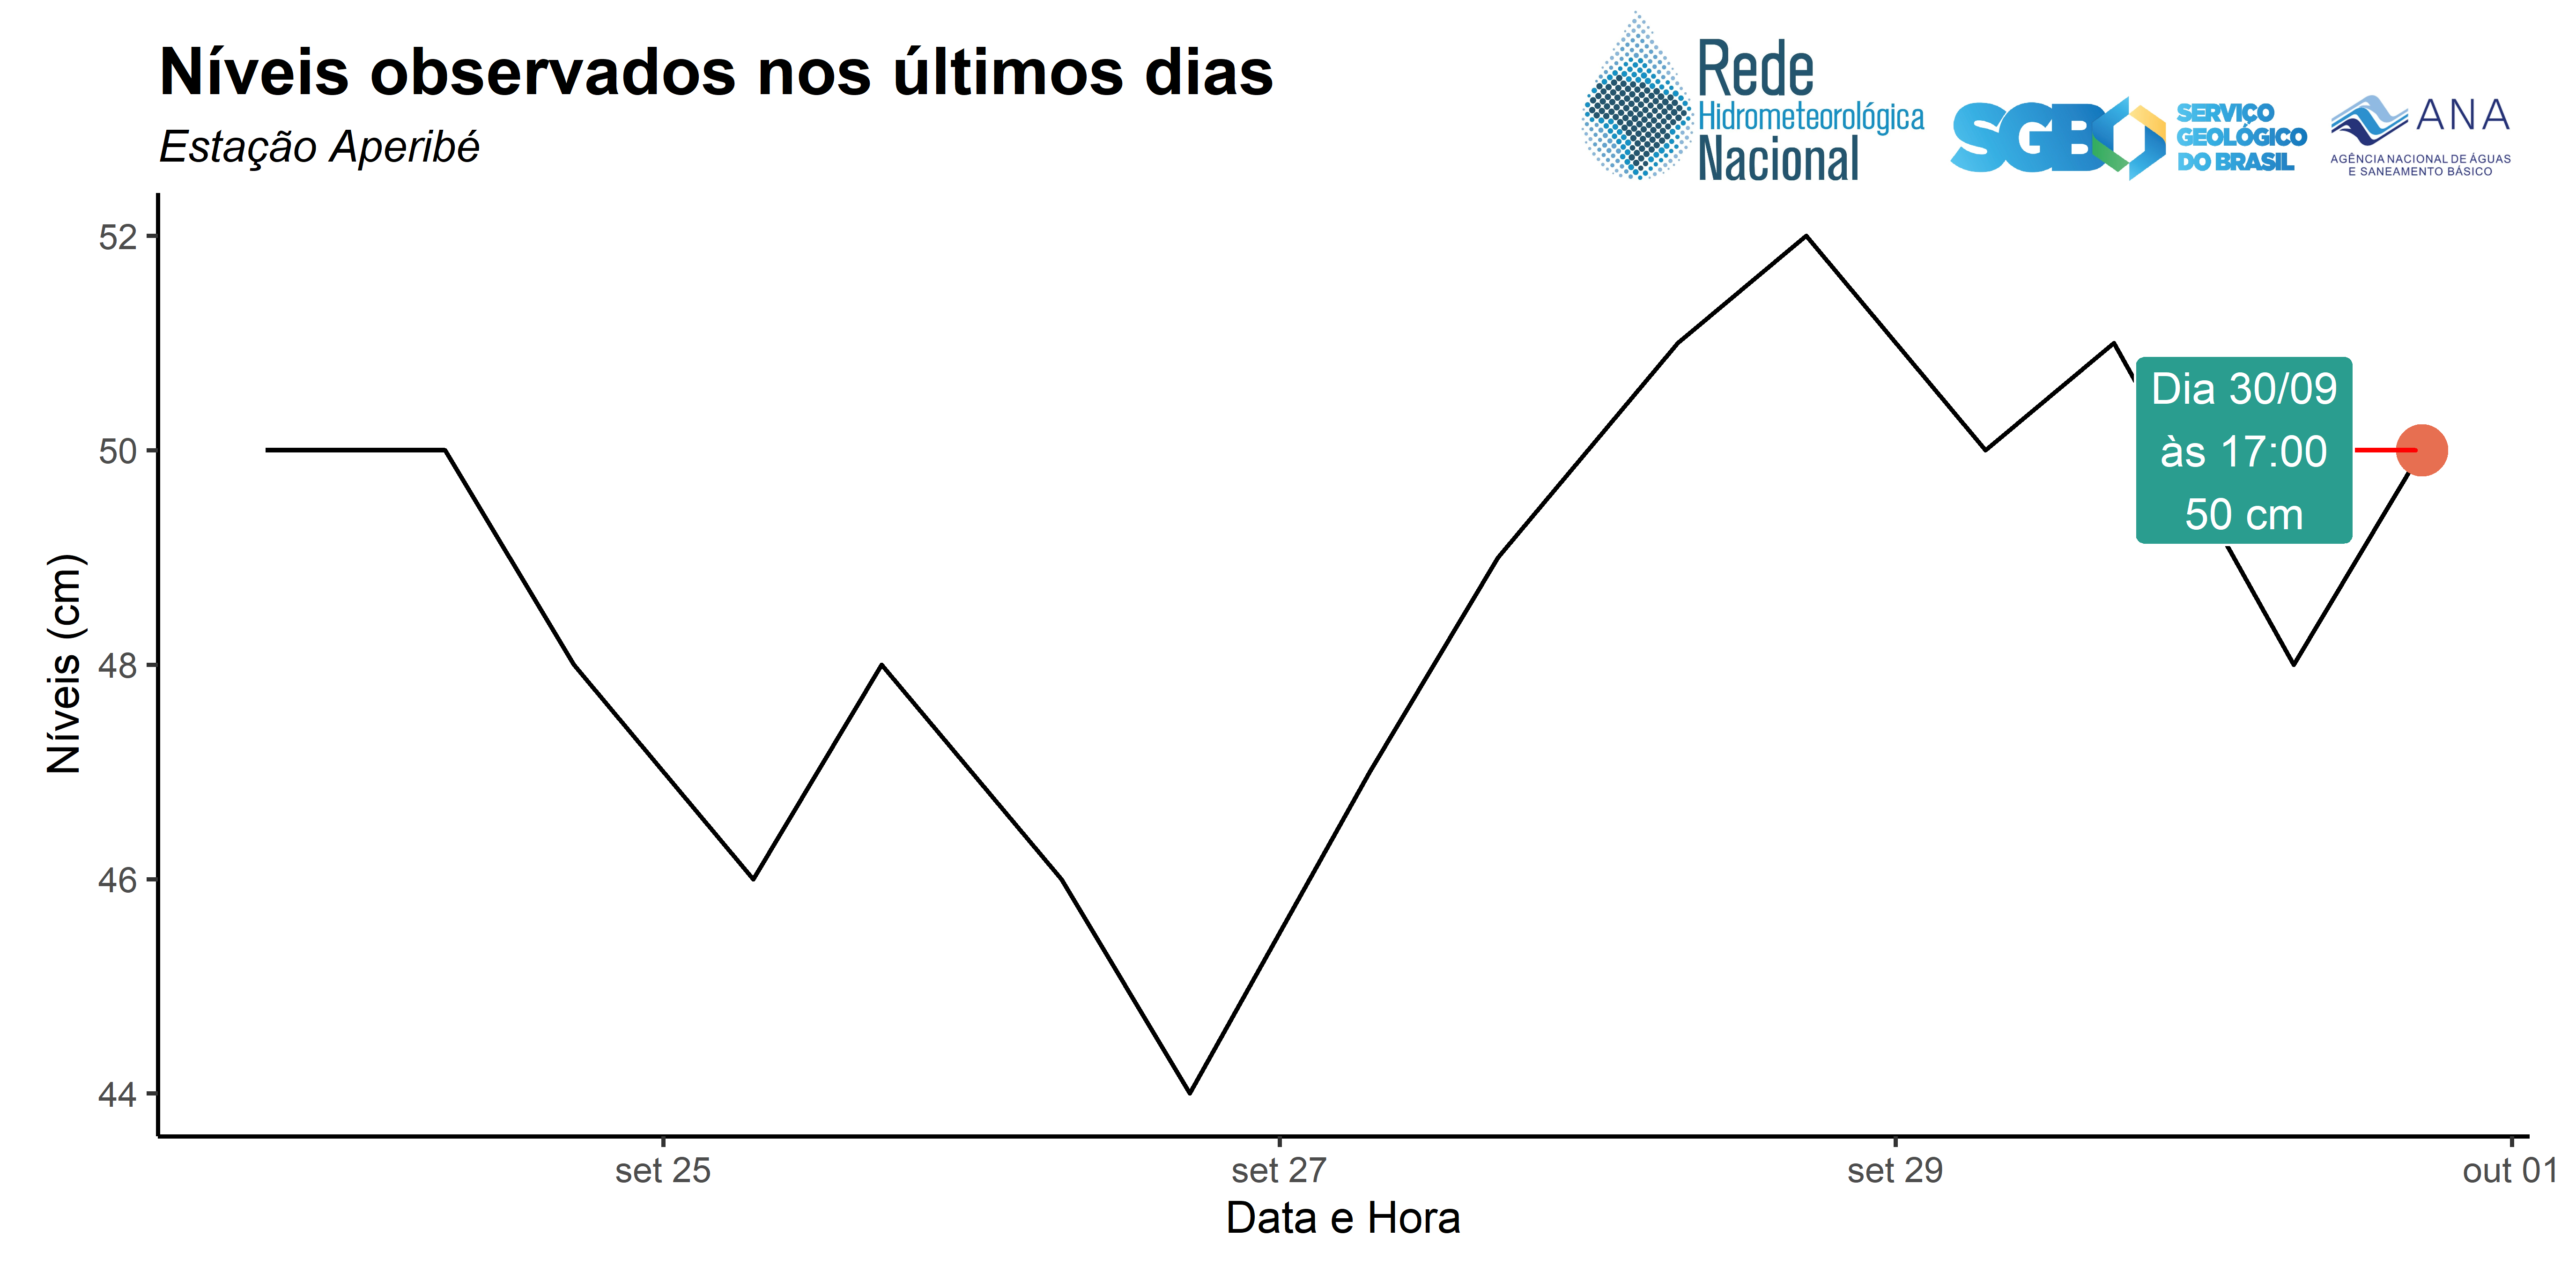 Níveis observados nos últimos dias
Estação Aperibé
Rede
Hidrometeorológica
Nacional
SGB
SERVIÇO
GEOLÓGICO
DO BRASIL
ANA
AGÊNCIA NACIONAL DE ÁGUAS
E SANEAMENTO BÁSICO
Níveis (cm)
52
50
48
46
44
Dia 30/09
às 17:00
50 cm
set 25
set 27
set 29
out 01
Data e Hora